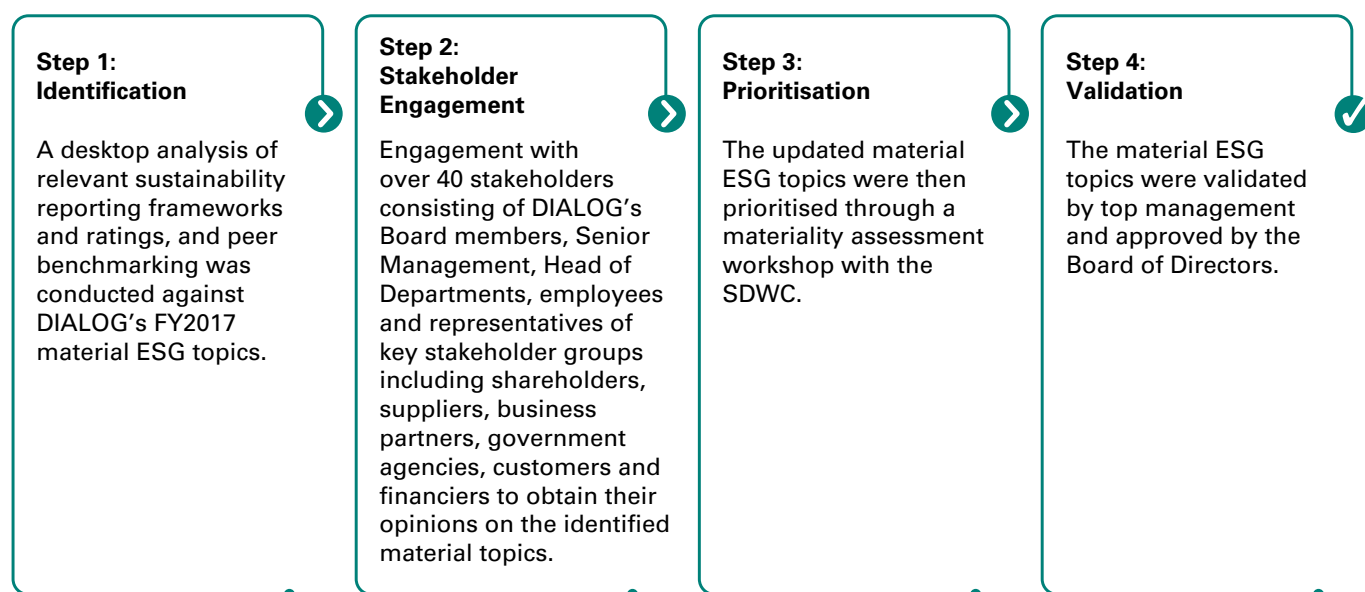 Step 1:
Identification
A desktop analysis of
relevant sustainability
reporting frameworks
and ratings, and peer
benchmarking was
conducted against
DIALOG’s FY2017
material ESG topics.
Step 2:
Stakeholder
Engagement
Engagement with
over 40 stakeholders
consisting of DIALOG’s
Board members, Senior
Management, Head of
Departments, employees
and representatives of
key stakeholder groups
including shareholders,
suppliers, business
partners, government
agencies, customers and
financiers to obtain their
opinions on the identified
material topics.
Step 3:
Prioritisation
The updated material
ESG topics were then
prioritised through a
materiality assessment
workshop with the
SDWC.
Step 4:
Validation
The material ESG
topics were validated
by top management
and approved by the
Board of Directors.